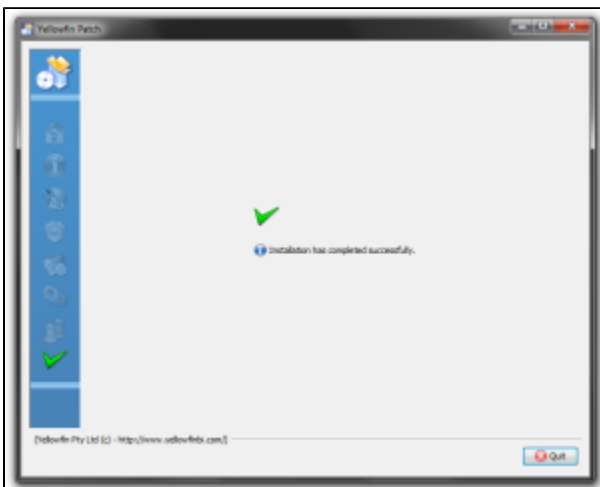 Yellowfin Patch
Installation has completed successfully.
(Yellowfin Pty Ltd (c) - http://www.yellowfinbi.com/)
Quit